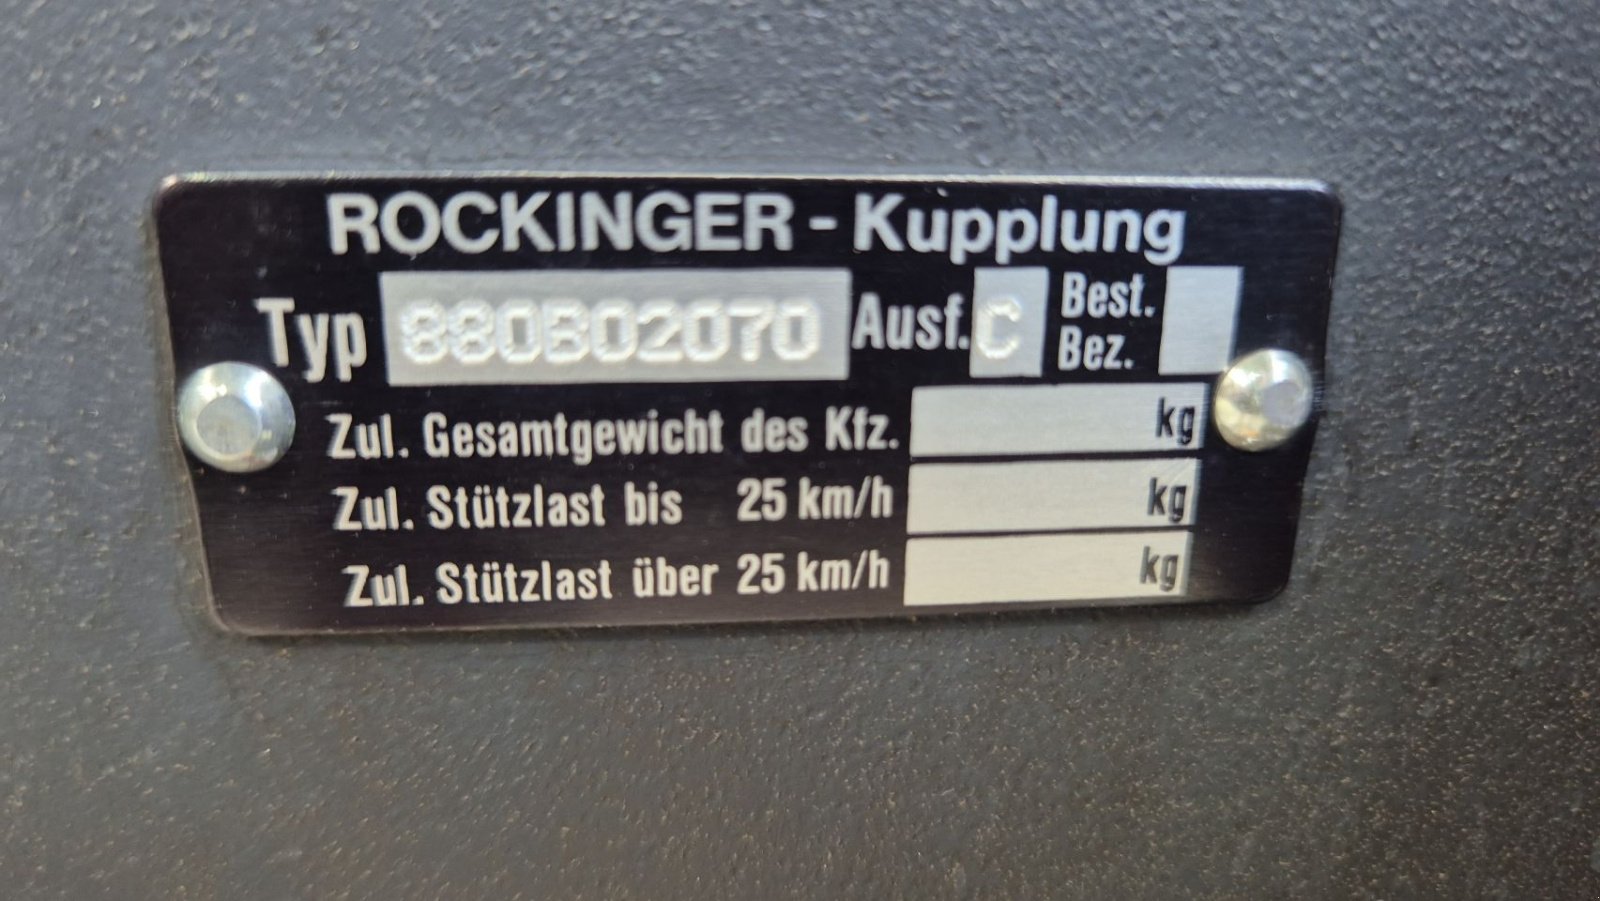 ROCKINGER - Kupplung
Typ 880B02070 Ausf. C Best. Bez.
Zul. Gesamtgewicht des Kfz. kg
Zul. Stützlast bis 25 km/h kg
Zul. Stützlast über 25 km/h kg